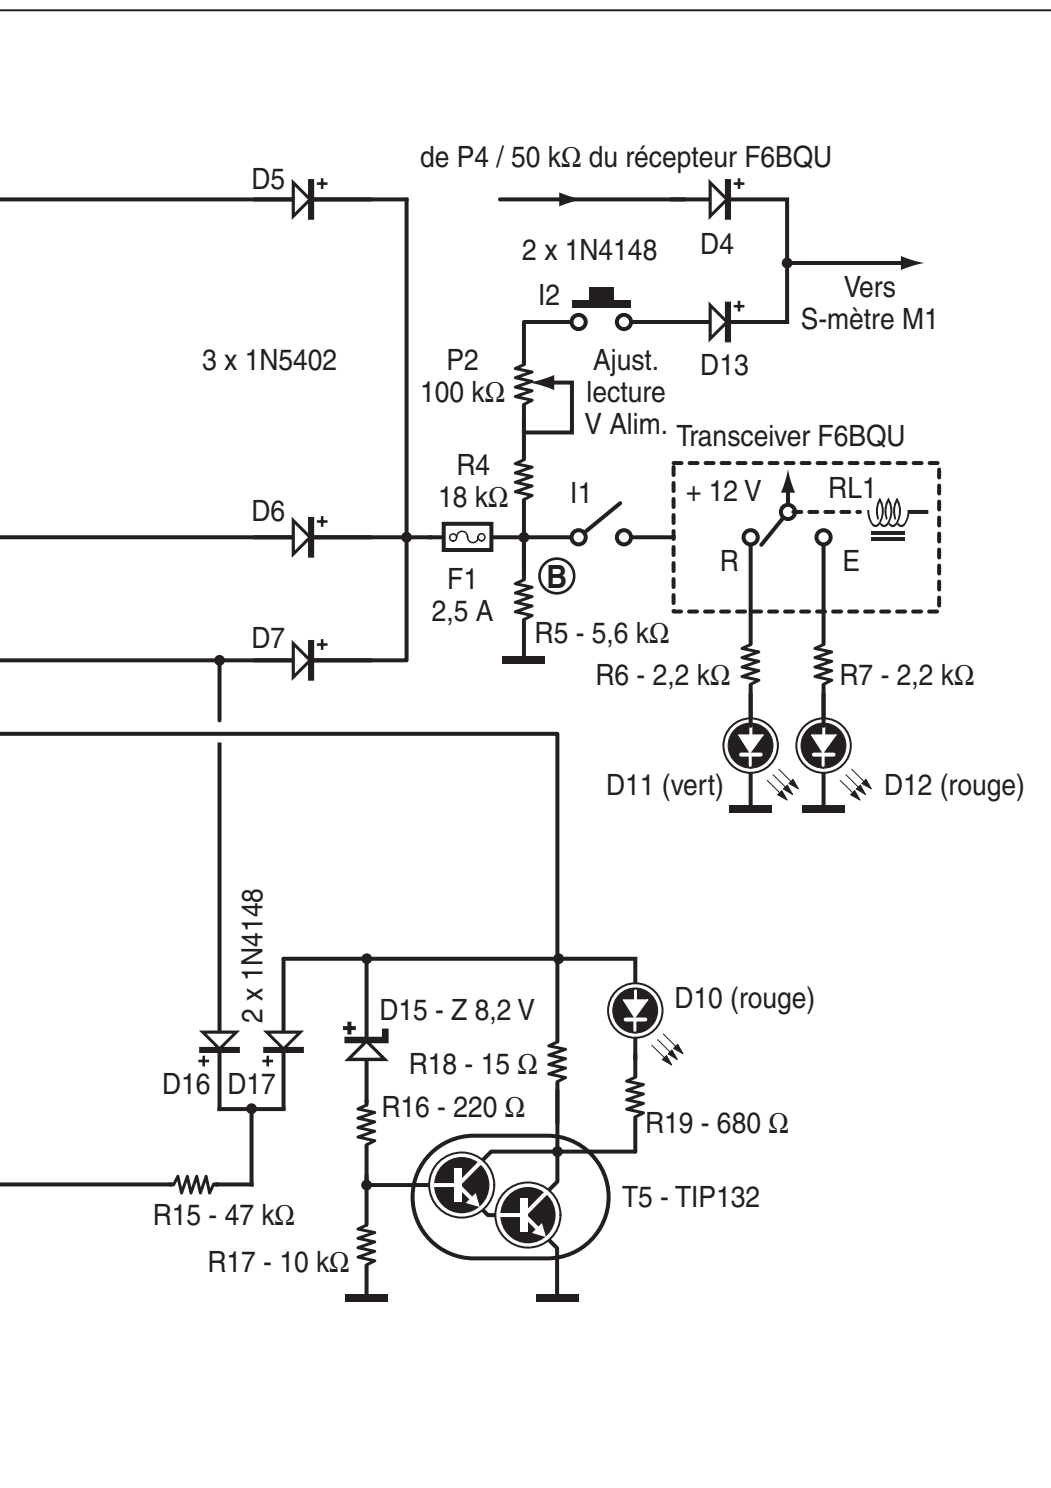 de P4 / 50 kΩ du récepteur F6BQU
D5
+
+
D4
2 x 1N4148
Vers
S-mètre M1
I2
+
D13
3 x 1N5402
P2
100 kΩ
Ajust.
lecture
V Alim.
Transceiver F6BQU
R4
18 kΩ
I1
+ 12 V
RL1
D6
+
R
E
F1
2,5 A
B
R5 - 5,6 kΩ
D7
+
R6 - 2,2 kΩ
R7 - 2,2 kΩ
D11 (vert)
D12 (rouge)
2 x 1N4148
D10 (rouge)
+
D15 - Z 8,2 V
+
D16
+
D17
R18 - 15 Ω
R16 - 220 Ω
R19 - 680 Ω
R15 - 47 kΩ
T5 - TIP132
R17 - 10 kΩ